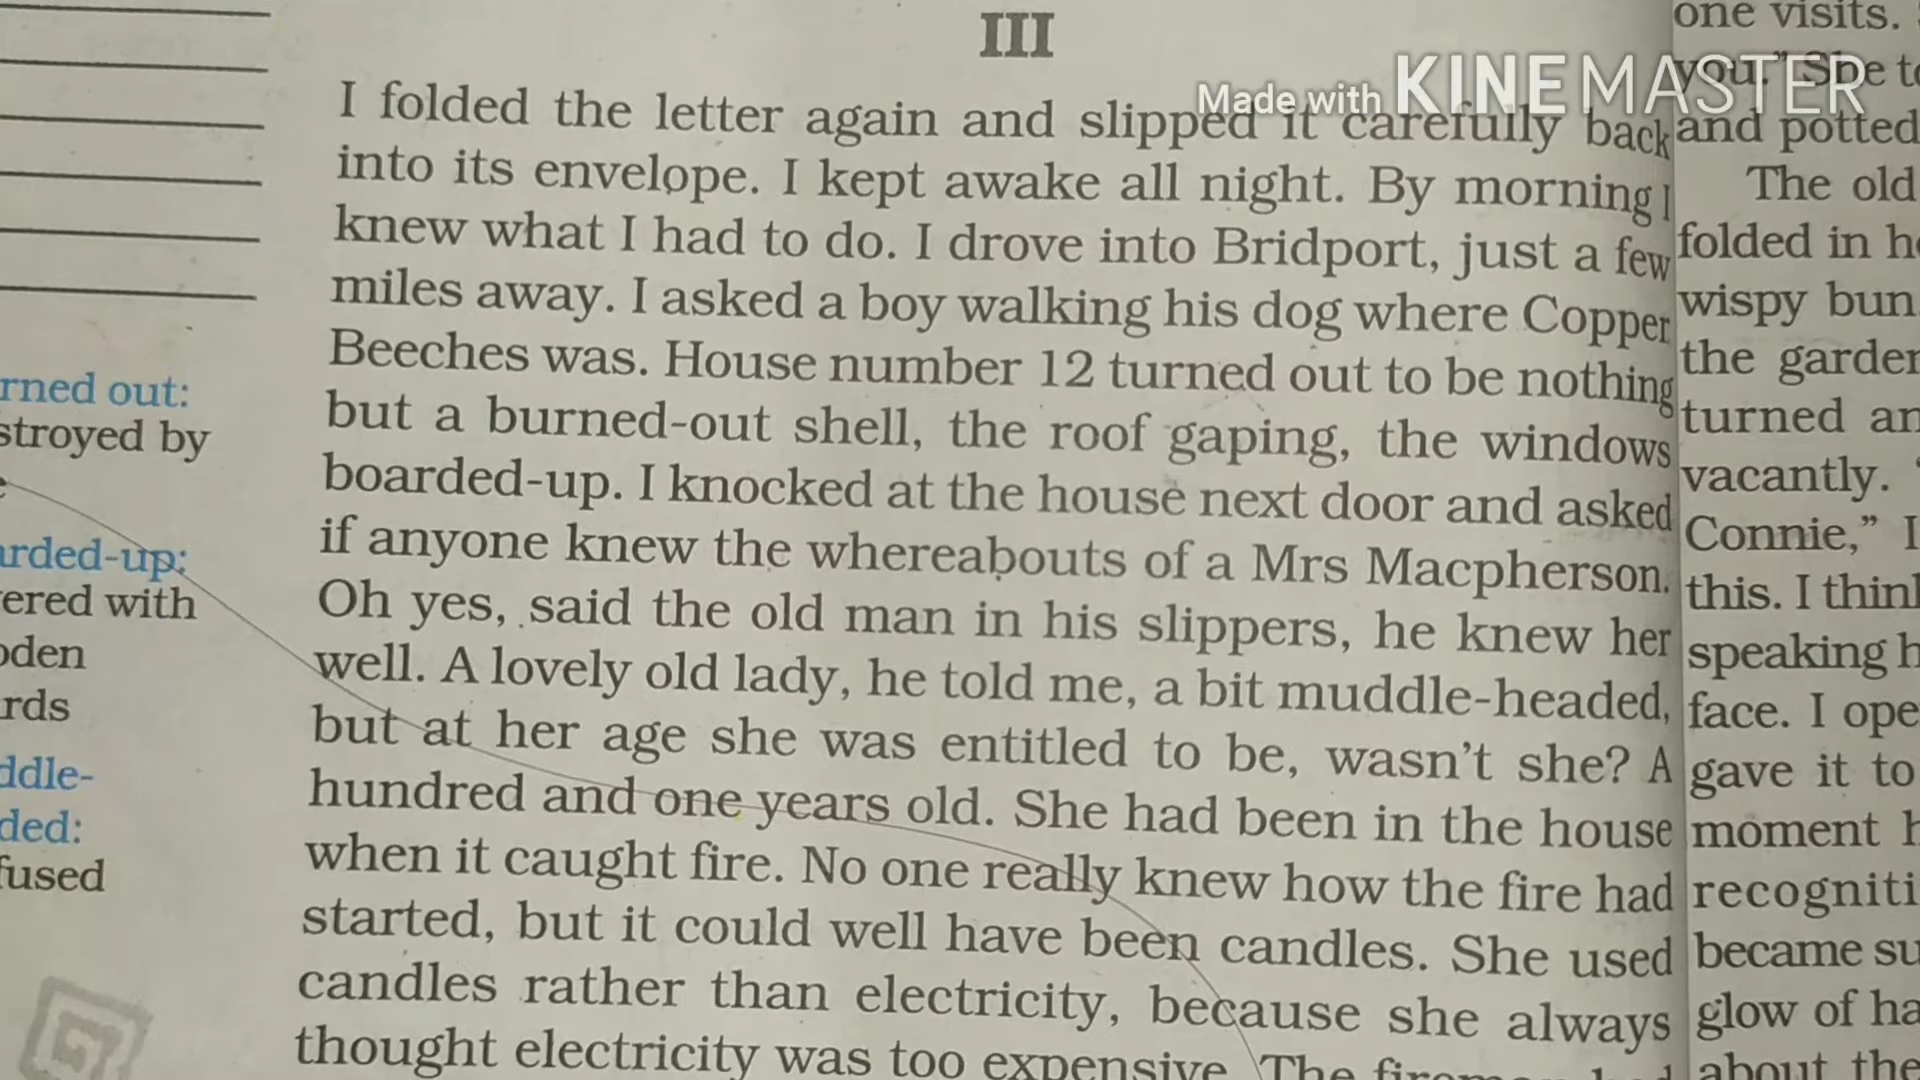 III
I folded the letter again and slipped it carefully back
into its envelope. I kept awake all night. By morning I
knew what I had to do. I drove into Bridport, just a few
miles away. I asked a boy walking his dog where Copper
Beeches was. House number 12 turned out to be nothing
but a burned-out shell, the roof gaping, the windows
boarded-up. I knocked at the house next door and asked
if anyone knew the whereabouts of a Mrs Macpherson.
Oh yes, said the old man in his slippers, he knew her
well. A lovely old lady, he told me, a bit muddle-headed,
but at her age she was entitled to be, wasn't she? A
hundred and one years old. She had been in the house
when it caught fire. No one really knew how the fire had
started, but it could well have been candles. She used
candles rather than electricity, because she always
thought electricity was too expensive. The
rned out:
stroyed by
arded-up:
ered with
oden
rds
ddle-
ded:
fused
one visits.
you." She to
and potted
The old
folded in h
wispy bun
the garden
turned an
vacantly.
Connie," I
this. I think
speaking h
face. I ope
gave it to
moment h
recogniti
became su
glow of ha
about the
Made with KINEMASTER